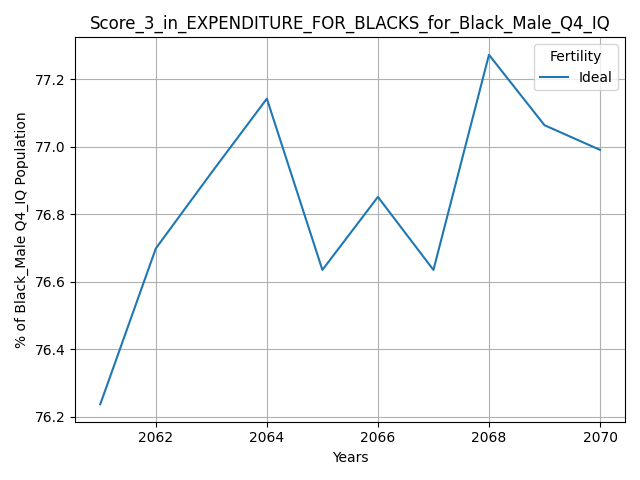 Score_3_in_EXPENDITURE_FOR_BLACKS_for_Black_Male_Q4_IQ
Fertility
Ideal
% of Black_Male Q4_IQ Population
77.2
77.0
76.8
76.6
76.4
76.2
2062 2064 2066 2068 2070
Years